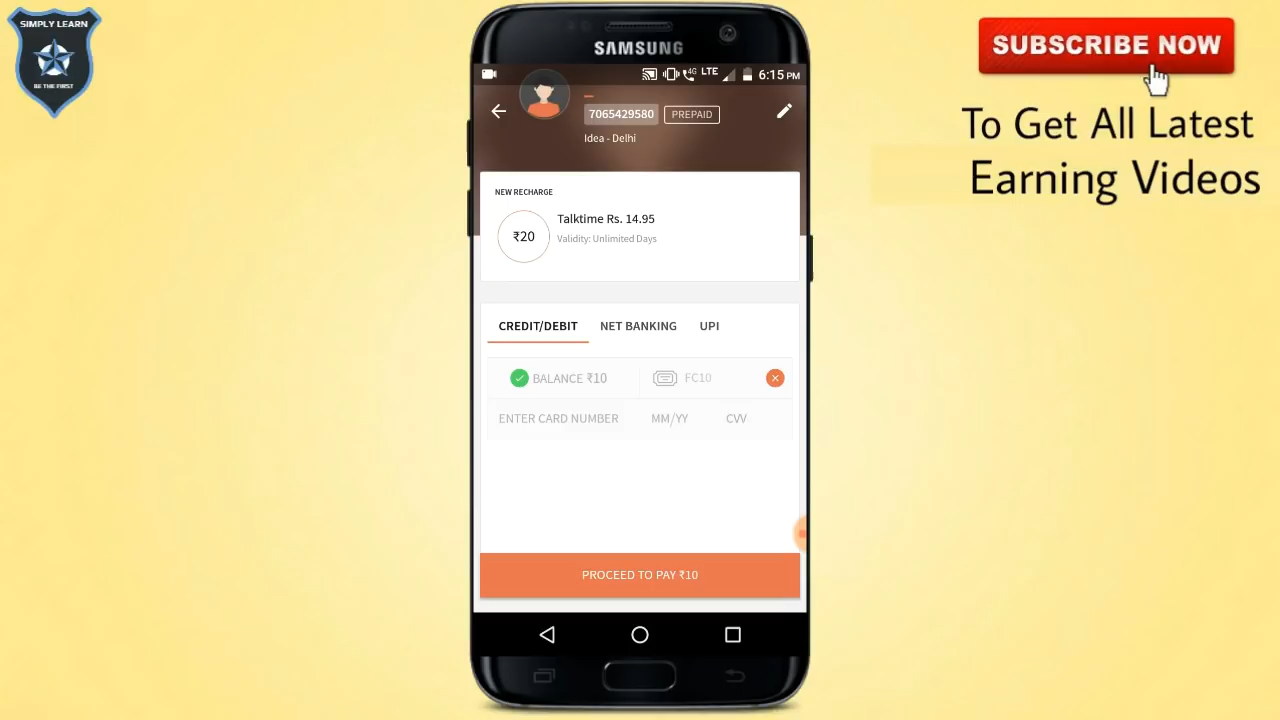 SIMPLY LEARN
BE THE FIRST
SUBSCRIBE NOW
To Get All Latest
Earning Videos
SAMSUNG
4G LTE 6:15 PM
7065429580 PREPAID
Idea - Delhi
NEW RECHARGE
₹20
Talktime Rs. 14.95
Validity: Unlimited Days
CREDIT/DEBIT NET BANKING UPI
BALANCE ₹10 FC10
ENTER CARD NUMBER MM/YY CVV
PROCEED TO PAY ₹10